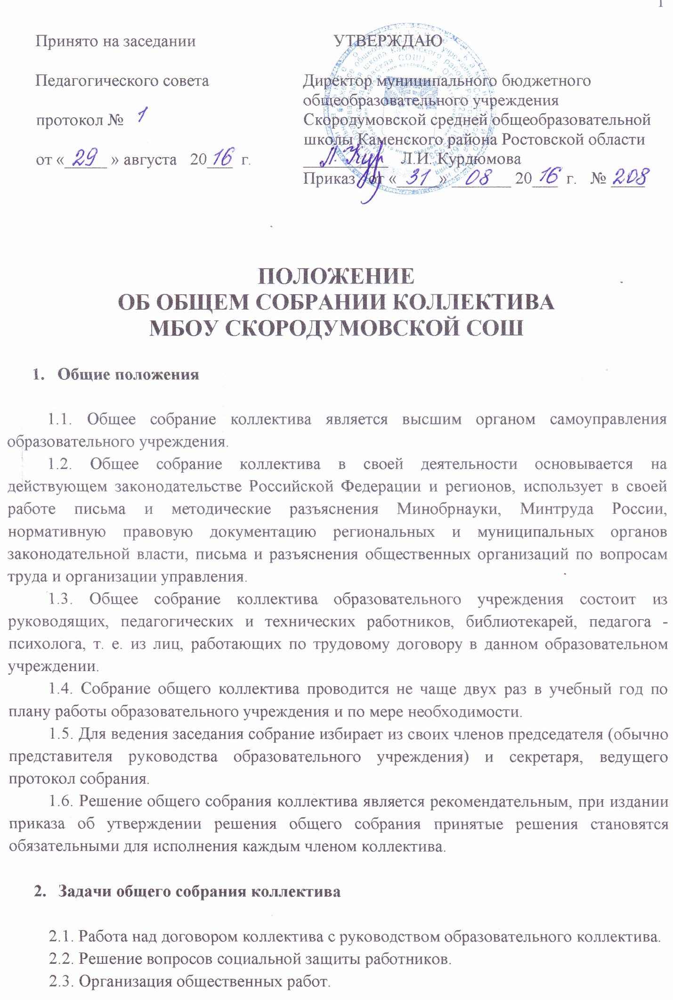 1
Принято на заседании
Педагогического совета
протокол № 1
от « 29 » августа 20 16 г.
УТВЕРЖДАЮ
Директор муниципального бюджетного
общеобразовательного учреждения
Скородумовской средней общеобразовательной
школы Каменского района Ростовской области
Л.И. Курдюмова
Приказ от « 31 » 08 20 16 г. № 208
ПОЛОЖЕНИЕ
ОБ ОБЩЕМ СОБРАНИИ КОЛЛЕКТИВА
МБОУ СКОРОДУМОВСКОЙ СОШ
1. Общие положения
1.1. Общее собрание коллектива является высшим органом самоуправления
образовательного учреждения.
1.2. Общее собрание коллектива в своей деятельности основывается на
действующем законодательстве Российской Федерации и регионов, использует в своей
работе письма и методические разъяснения Минобрнауки, Минтруда России,
нормативную правовую документацию региональных и муниципальных органов
законодательной власти, письма и разъяснения общественных организаций по вопросам
труда и организации управления.
1.3. Общее собрание коллектива образовательного учреждения состоит из
руководящих, педагогических и технических работников, библиотекарей, педагога -
психолога, т. е. из лиц, работающих по трудовому договору в данном образовательном
учреждении.
1.4. Собрание общего коллектива проводится не чаще двух раз в учебный год по
плану работы образовательного учреждения и по мере необходимости.
1.5. Для ведения заседания собрание избирает из своих членов председателя (обычно
представителя руководства образовательного учреждения) и секретаря, ведущего
протокол собрания.
1.6. Решение общего собрания коллектива является рекомендательным, при издании
приказа об утверждении решения общего собрания принятые решения становятся
обязательными для исполнения каждым членом коллектива.
2. Задачи общего собрания коллектива
2.1. Работа над договором коллектива с руководством образовательного коллектива.
2.2. Решение вопросов социальной защиты работников.
2.3. Организация общественных работ.